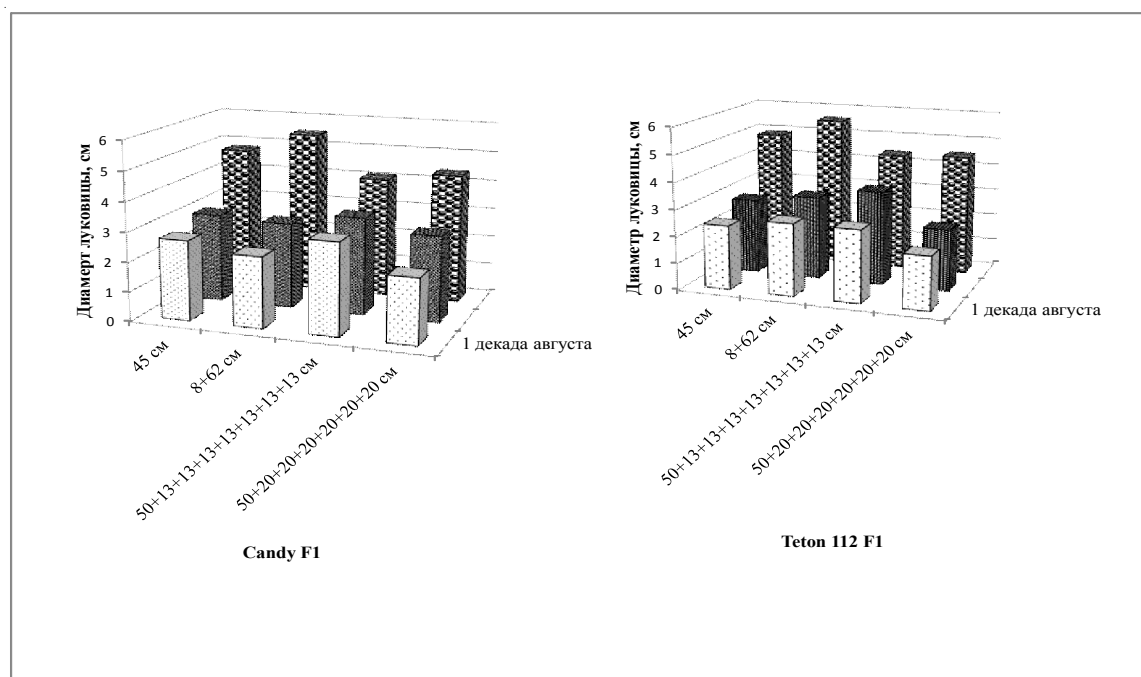 Диамерт луковицы, см
6
5
4
3
2
1
0
45 см
8+62 см
50+13+13+13+13+13+13 см
50+20+20+20+20+20 см
1 декада августа
Candy F1
Диаметр луковицы, см
6
5
4
3
2
1
0
45 см
8+62 см
50+13+13+13+13+13+13 см
50+20+20+20+20+20 см
1 декада августа
Teton 112 F1